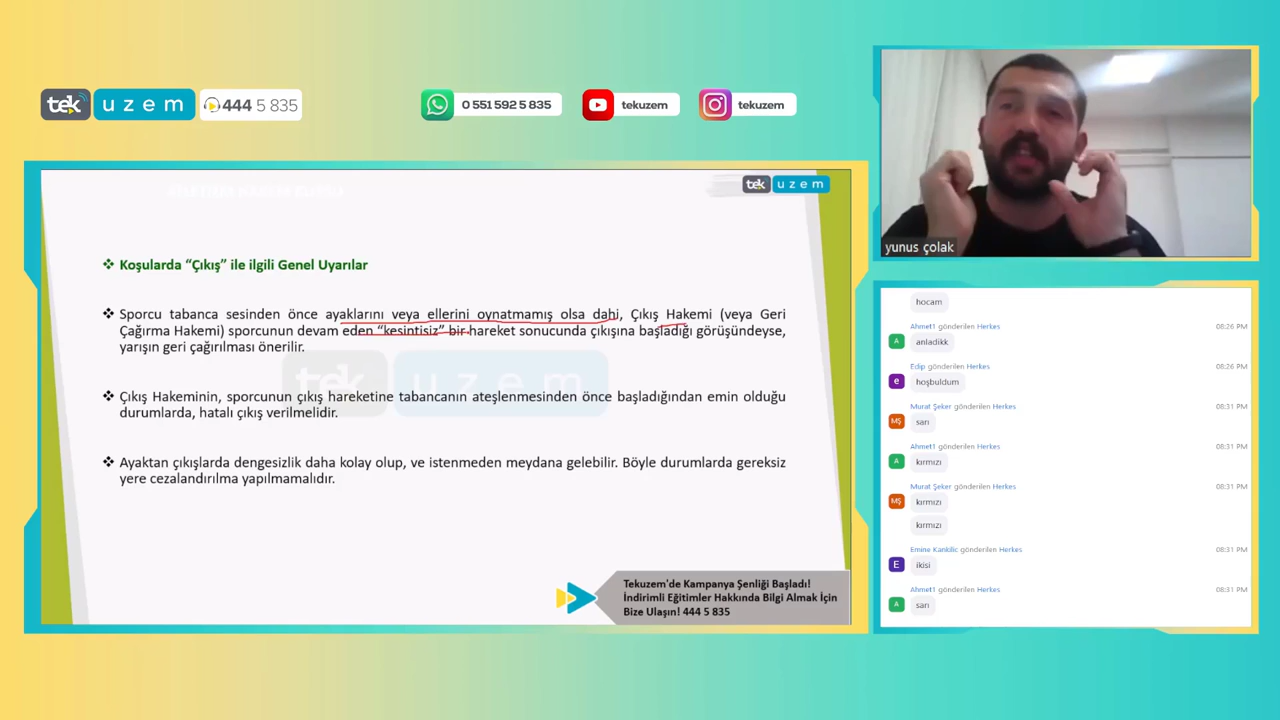 tek uzem 444 5 835
0 551 592 5 835
tekuzem
tekuzem
tek uzem
❖ Koşularda “Çıkış” ile ilgili Genel Uyarılar
❖ Sporcu tabanca sesinden önce ayaklarını veya ellerini oynatmamış olsa dahi, Çıkış Hakemi (veya Geri
Çağırma Hakemi) sporcunun devam eden “kesintisiz” bir hareket sonucunda çıkışına başladığı görüşündeyse,
yarışın geri çağırılması önerilir.
tek uzem
❖ Çıkış Hakeminin, sporcunun çıkış hareketine tabancanın ateşlenmesinden önce başladığından emin olduğu
durumlarda, hatalı çıkış verilmelidir.
❖ Ayaktan çıkışlarda dengesizlik daha kolay olup, ve istenmeden meydana gelebilir. Böyle durumlarda gereksiz
yere cezalandırılma yapılmamalıdır.
Tekuzem'de Kampanya Şenliği Başladı!
İndirimli Eğitimler Hakkında Bilgi Almak İçin
Bize Ulaşın! 444 5 835
yunus çolak
hocam
Ahmet1 gönderilen Herkes 08:26 PM
A anladikk
Edip gönderilen Herkes 08:26 PM
e hoşbuldum
Murat Şeker gönderilen Herkes 08:31 PM
MŞ sarı
Ahmet1 gönderilen Herkes 08:31 PM
A kırmızı
Murat Şeker gönderilen Herkes 08:31 PM
MŞ kırmızı
kırmızı
Emine Kankilic gönderilen Herkes 08:31 PM
E ikisi
Ahmet1 gönderilen Herkes 08:31 PM
A sarı